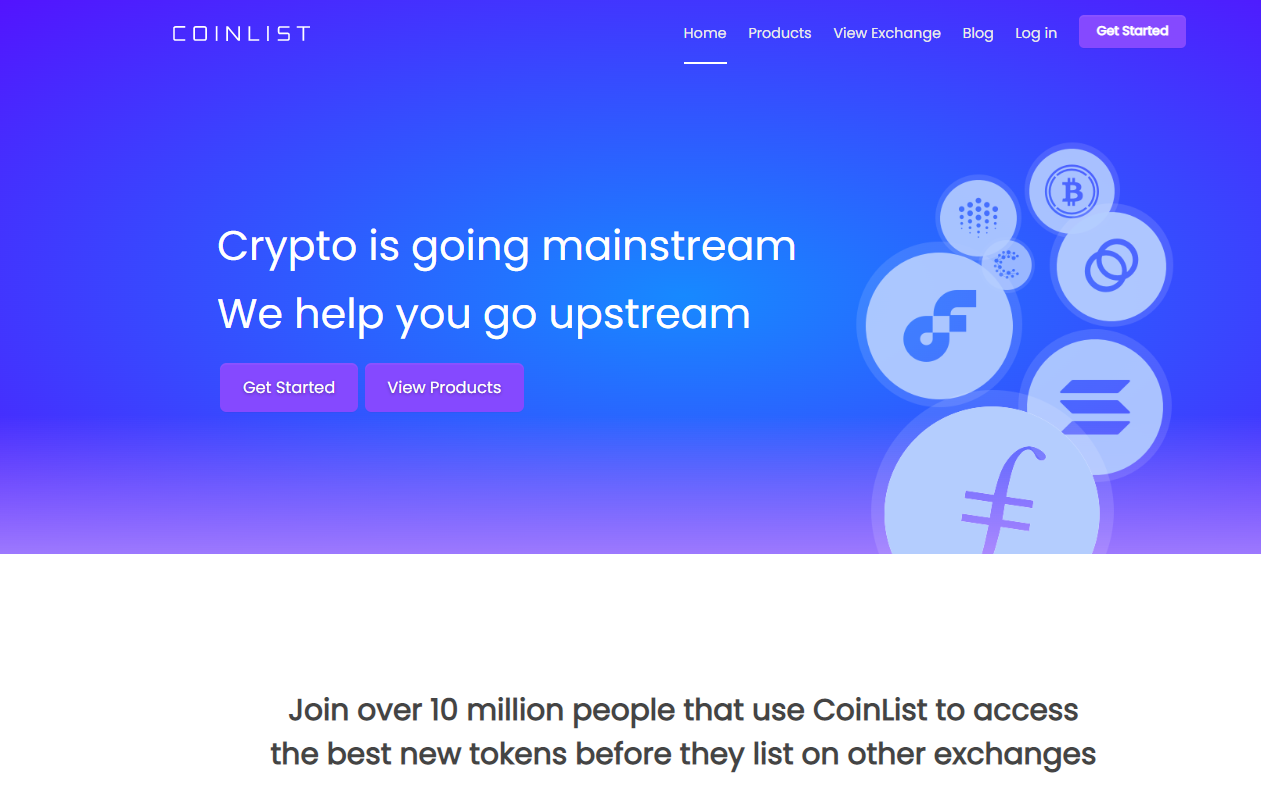 COINLIST
Home Products View Exchange Blog Log in Get Started
Crypto is going mainstream
We help you go upstream
Get Started View Products
Join over 10 million people that use CoinList to access
the best new tokens before they list on other exchanges